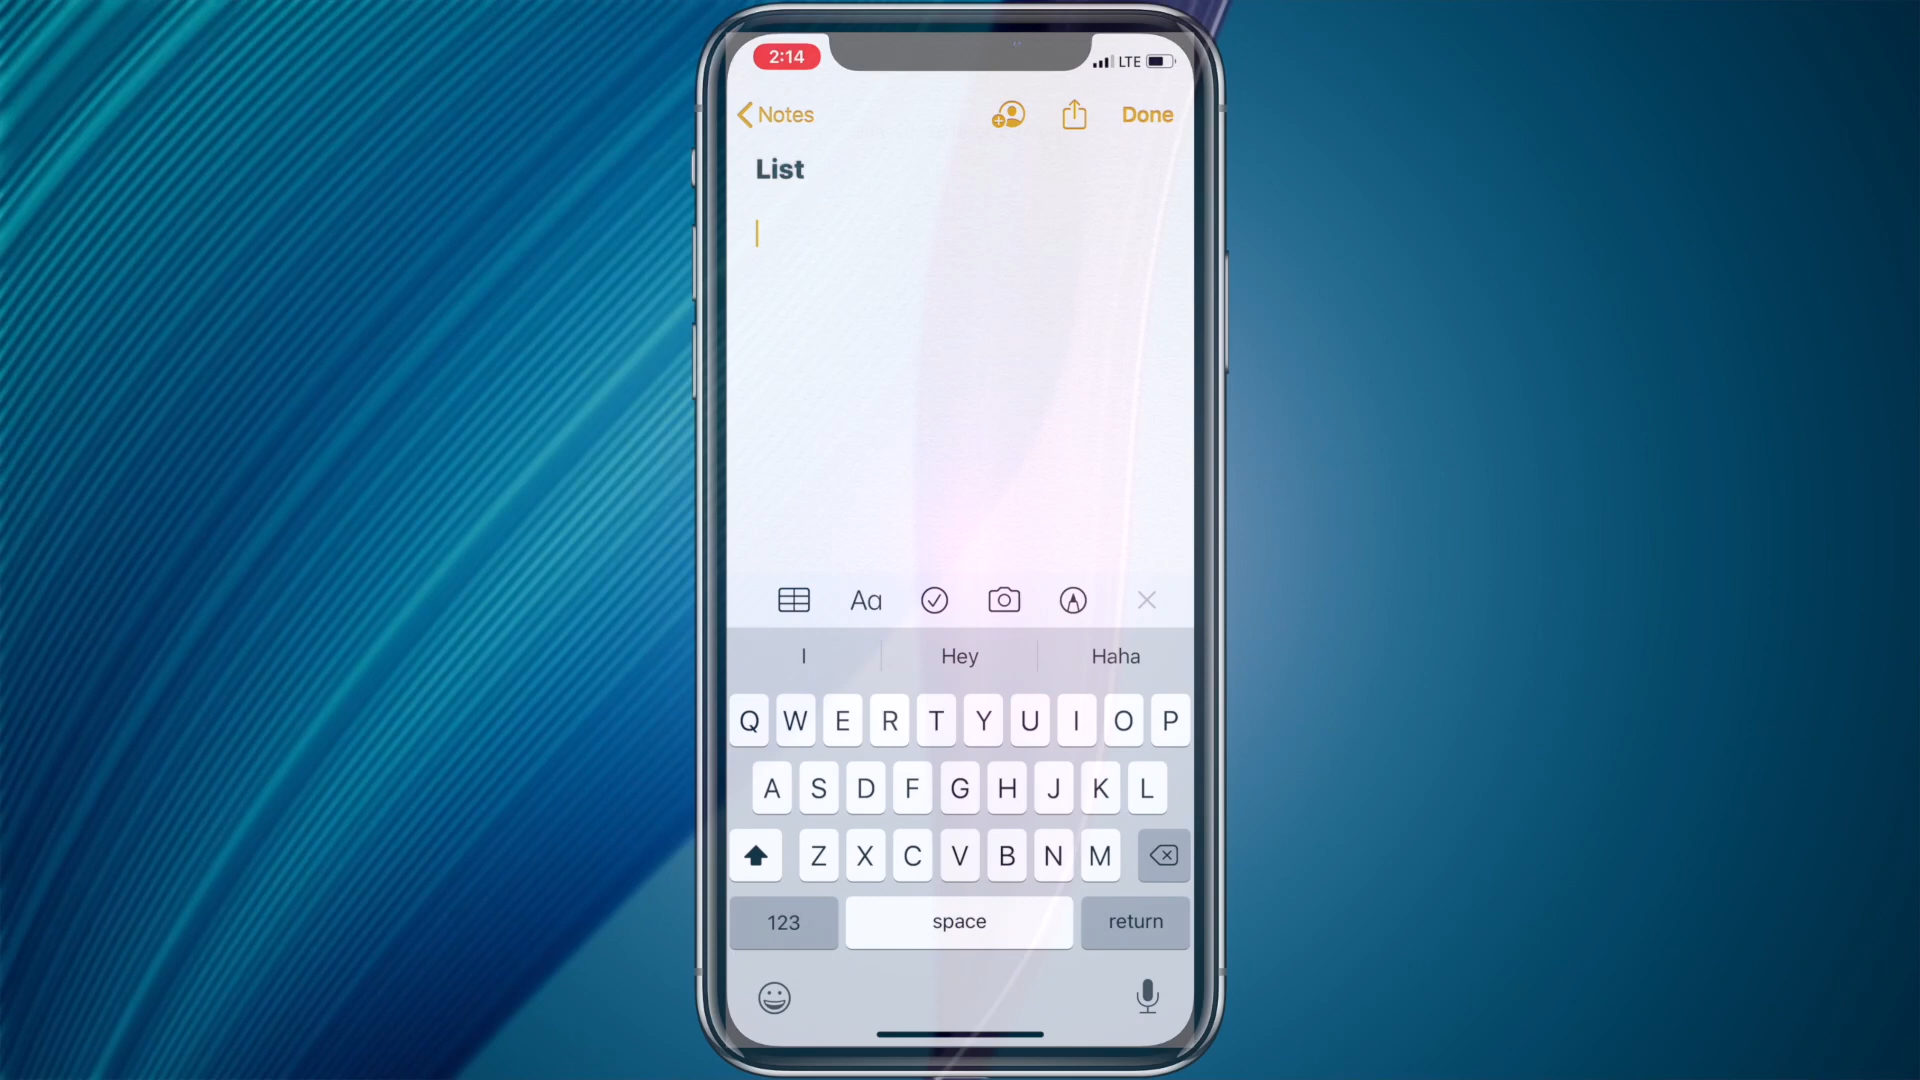 2:14
LTE
Notes
Done
List
Aa
I Hey Haha
Q W E R T Y U I O P
A S D F G H J K L
Z X C V B N M
123 space return